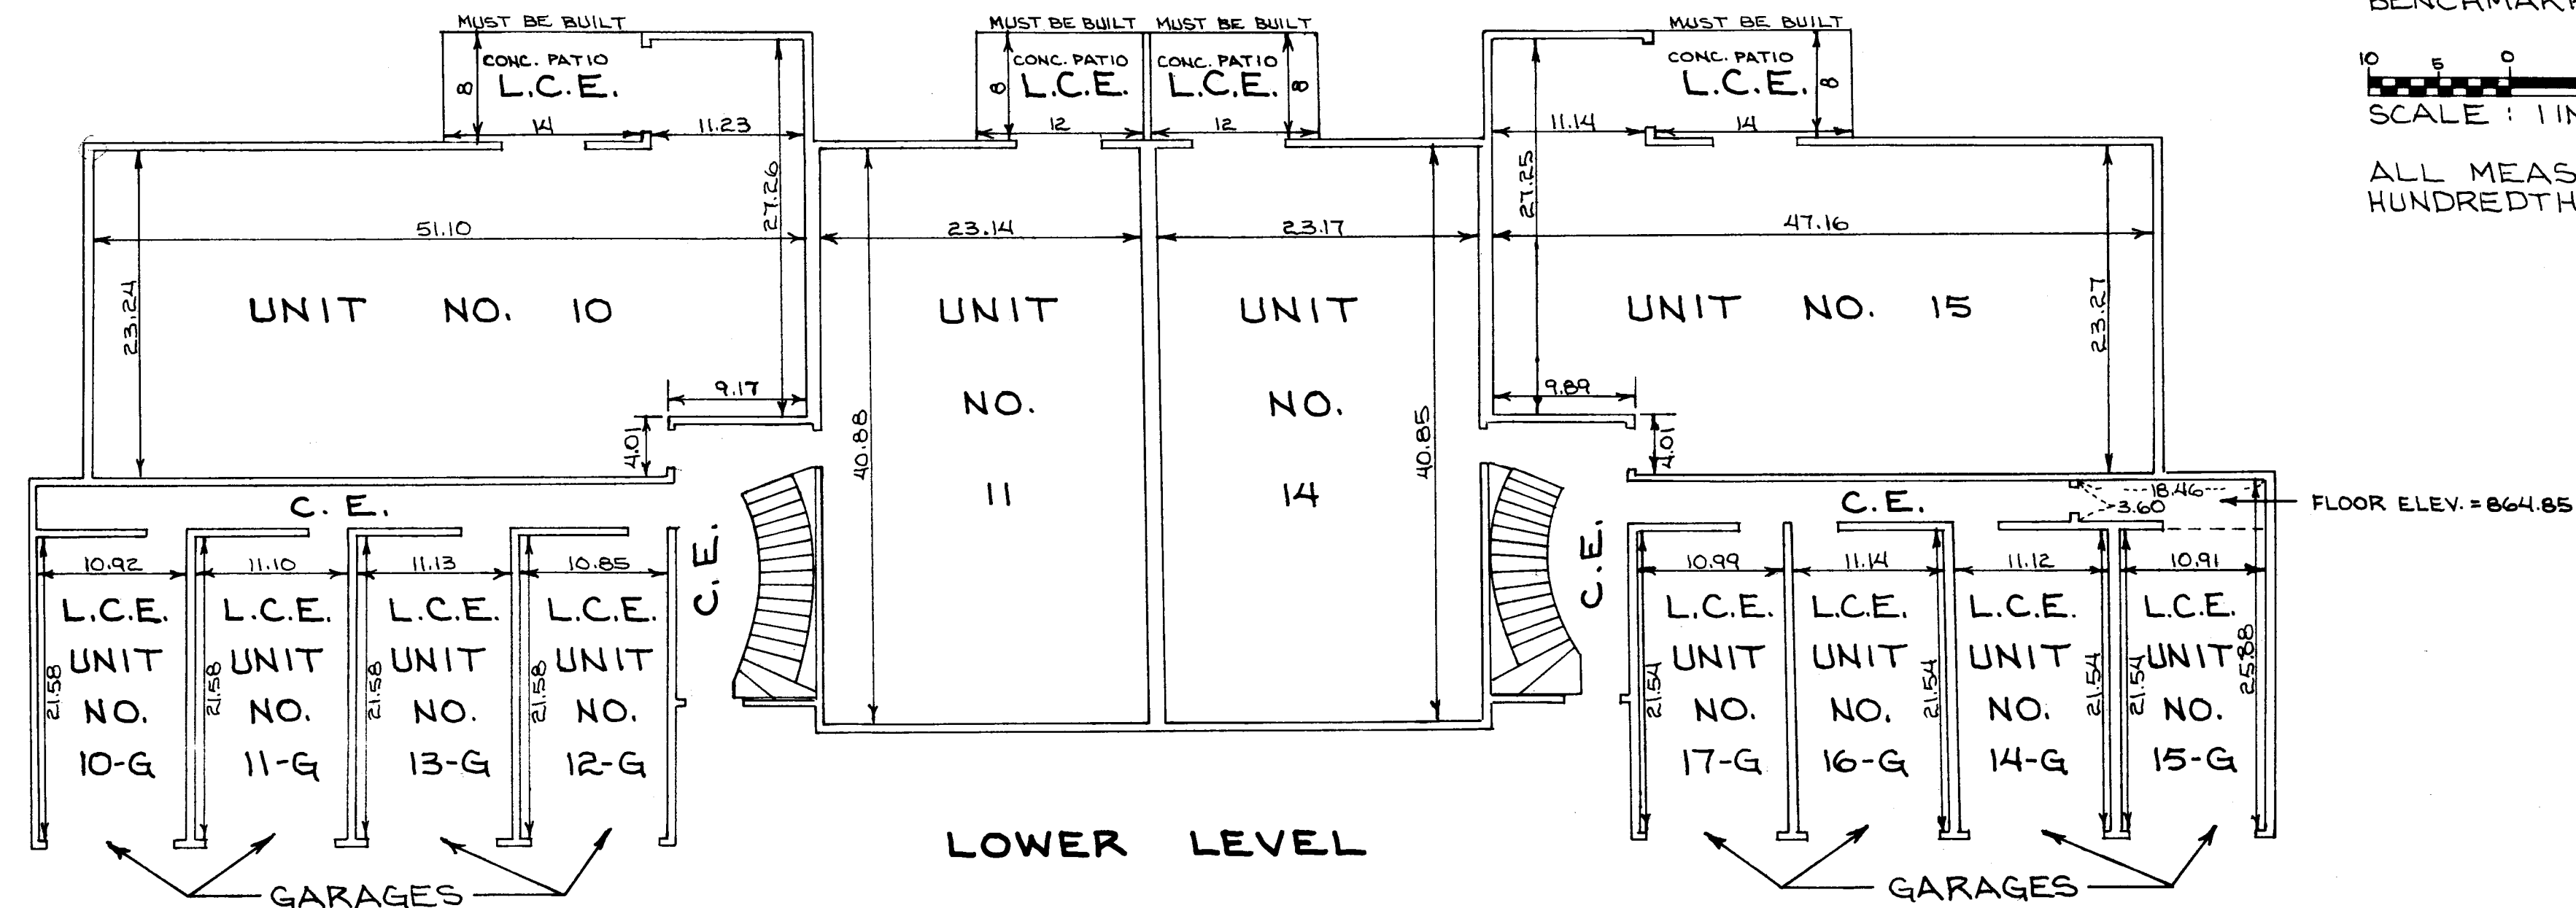 BENCHMARK
MUST BE BUILT
MUST BE BUILT
MUST BE BUILT
MUST BE BUILT
CONC. PATIO
L.C.E.
8
14
11.23
27.26
CONC. PATIO
L.C.E.
8
12
CONC. PATIO
L.C.E.
8
12
CONC. PATIO
L.C.E.
8
11.14
14
27.25
10 5 0
SCALE : 1 IN
ALL MEAS
HUNDREDTH
51.10
23.24
UNIT NO. 10
9.17
4.01
23.14
40.88
UNIT
NO.
11
23.17
40.85
UNIT
NO.
14
47.16
23.27
UNIT NO. 15
9.89
4.01
C.E.
C.E.
C.E.
C.E.
18.46
3.60
FLOOR ELEV. = 864.85
10.92
21.58
L.C.E.
UNIT
NO.
10-G
11.10
21.58
L.C.E.
UNIT
NO.
11-G
11.13
21.58
L.C.E.
UNIT
NO.
13-G
10.85
21.58
L.C.E.
UNIT
NO.
12-G
10.99
21.54
L.C.E.
UNIT
NO.
17-G
11.14
21.54
L.C.E.
UNIT
NO.
16-G
11.12
21.54
L.C.E.
UNIT
NO.
14-G
10.91
21.54
25.88
L.C.E.
UNIT
NO.
15-G
LOWER LEVEL
GARAGES
GARAGES